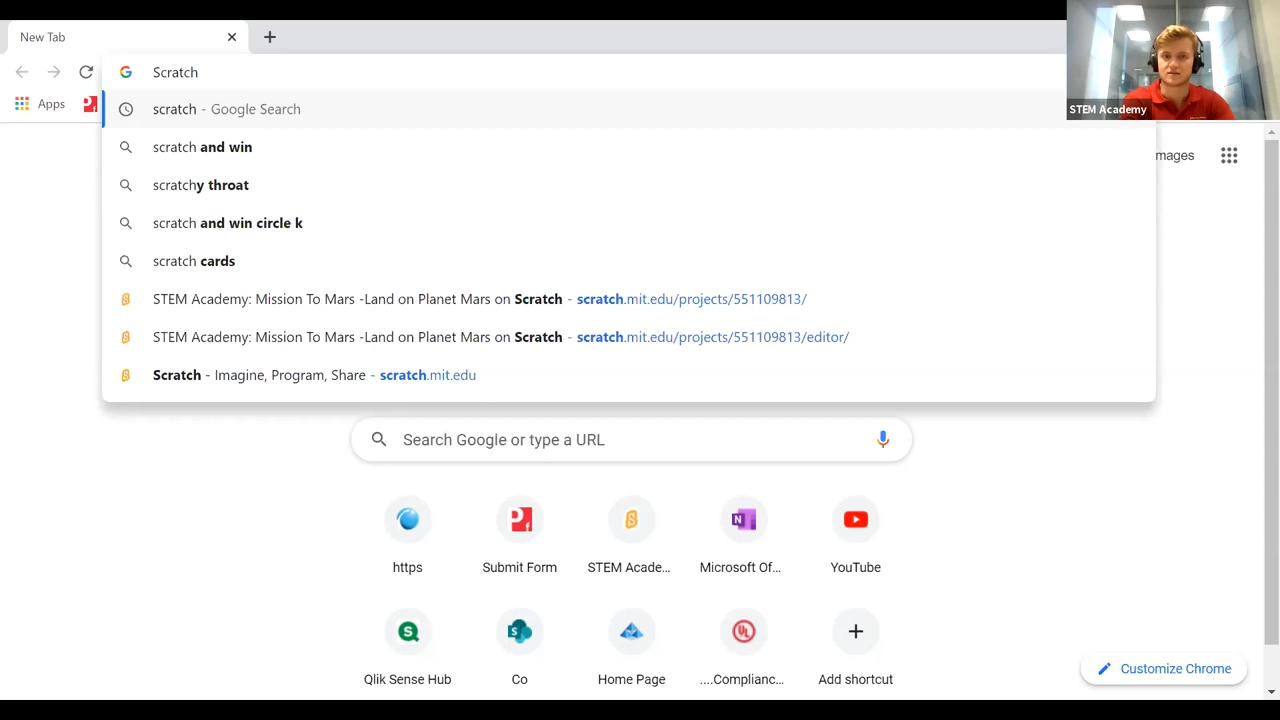 New Tab
Scratch
STEM Academy
Apps
scratch - Google Search
scratch and win
mages
scratchy throat
scratch and win circle k
scratch cards
STEM Academy: Mission To Mars -Land on Planet Mars on Scratch - scratch.mit.edu/projects/551109813/
STEM Academy: Mission To Mars -Land on Planet Mars on Scratch - scratch.mit.edu/projects/551109813/editor/
Scratch - Imagine, Program, Share - scratch.mit.edu
Search Google or type a URL
https
Submit Form
STEM Acade...
Microsoft Of...
YouTube
Qlik Sense Hub
Co
Home Page
....Complianc...
Add shortcut
Customize Chrome